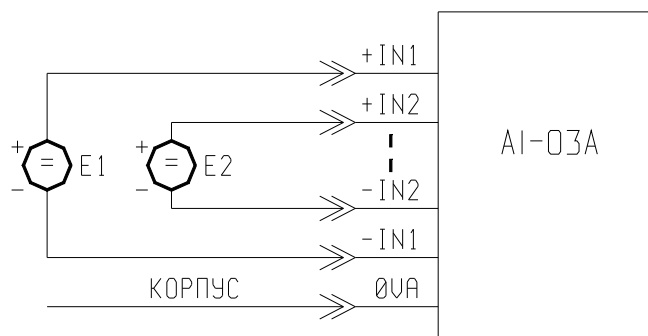 +IN1
+IN2
AI-03A
+ = E1
+ = E2
-
-
-IN2
-IN1
КОРПУС 0VA